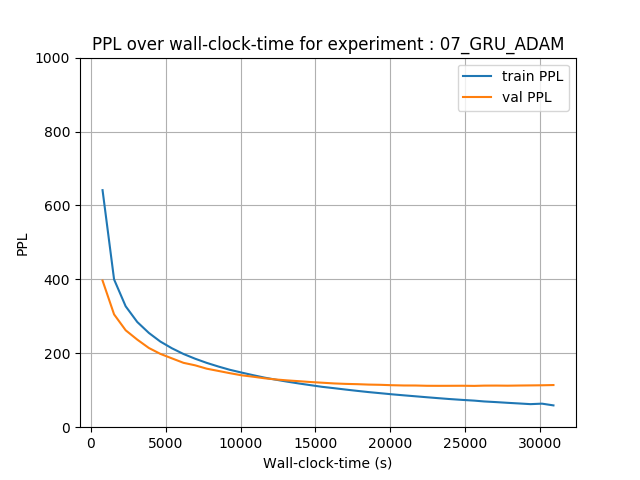 PPL over wall-clock-time for experiment : 07_GRU_ADAM
train PPL
val PPL
1000
800
600
400
200
0
PPL
0 5000 10000 15000 20000 25000 30000
Wall-clock-time (s)